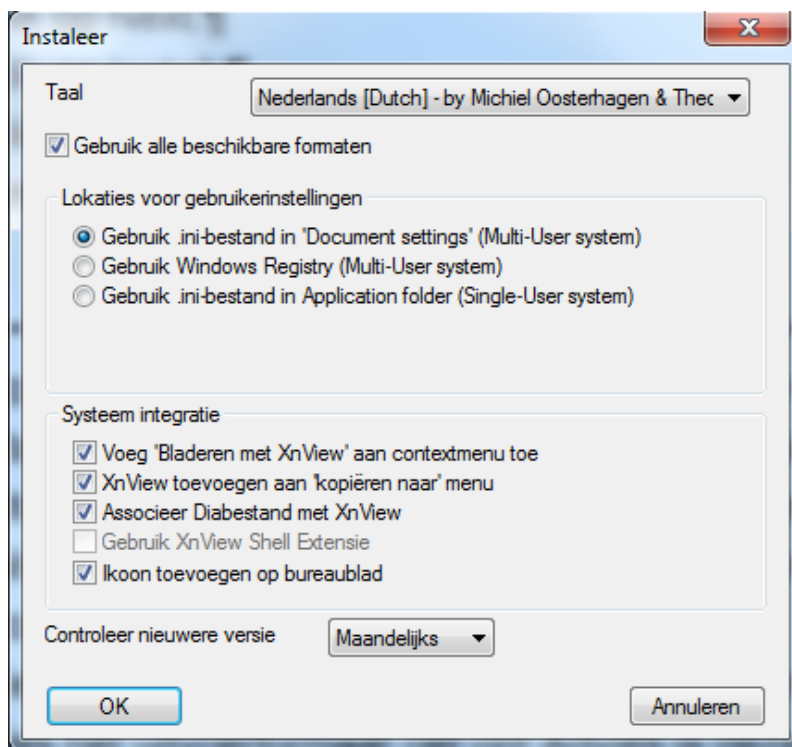 Instaleer
Taal
Nederlands [Dutch] - by Michiel Oosterhagen & Thec
Gebruik alle beschikbare formaten
Lokaties voor gebruikerinstellingen
Gebruik .ini-bestand in 'Document settings' (Multi-User system)
Gebruik Windows Registry (Multi-User system)
Gebruik .ini-bestand in Application folder (Single-User system)
Systeem integratie
Voeg 'Bladeren met XnView' aan contextmenu toe
XnView toevoegen aan 'kopiëren naar' menu
Associeer Diabestand met XnView
Gebruik XnView Shell Extensie
Ikoon toevoegen op bureaublad
Controleer nieuwere versie Maandelijks
OK Annuleren